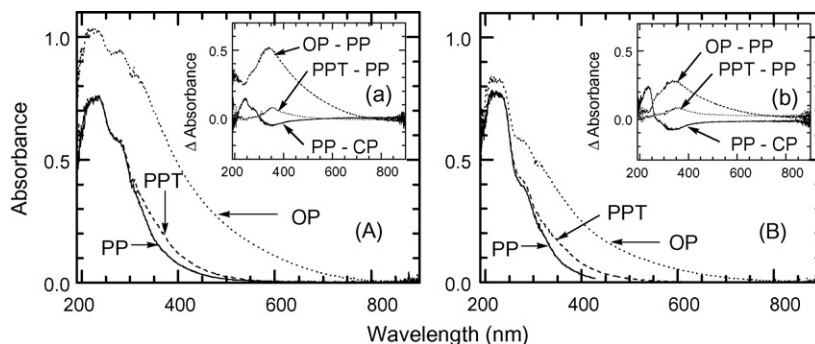 1.0
0.5
0.0
Absorbance
200
400
600
800
PPT
PP
OP
(A)
0.5
0.0
Δ Absorbance
200
400
600
800
OP - PP
PPT - PP
(a)
PP - CP
1.0
0.5
0.0
200
400
600
800
PPT
PP
OP
(B)
0.5
0.0
Δ Absorbance
200
400
600
800
OP - PP
PPT - PP
(b)
PP - CP
Wavelength (nm)